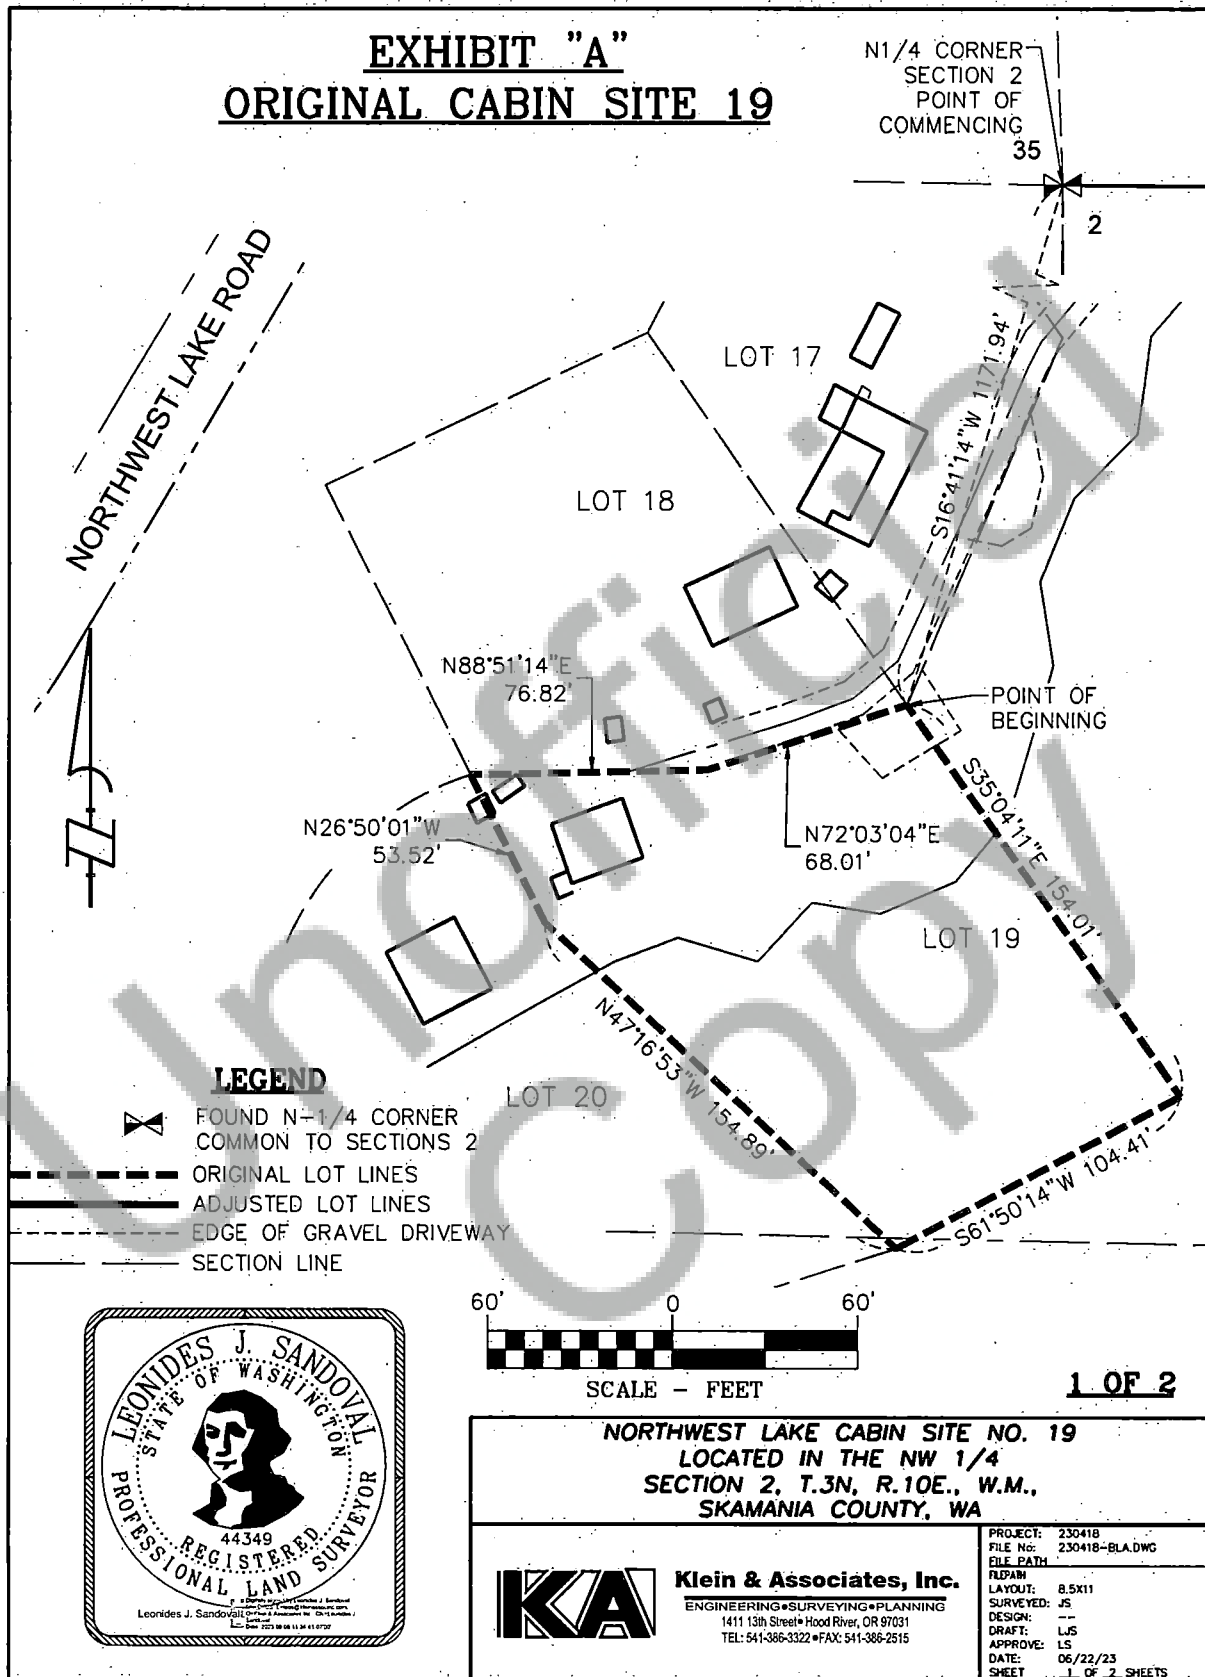 EXHIBIT "A"
ORIGINAL CABIN SITE 19
N1/4 CORNER
SECTION 2
POINT OF
COMMENCING
35
2
NORTHWEST LAKE ROAD
LOT 17
S16°41'14"W 1171.94'
LOT 18
N88°51'14"E
76.82'
POINT OF
BEGINNING
S35°04'11"E 154.01'
N26°50'01"W
53.52'
N72°03'04"E
68.01'
LOT 19
N47°16'53"W 154.89'
LOT 20
S61°50'14"W 104.41'
LEGEND
FOUND N-1/4 CORNER
COMMON TO SECTIONS 2
ORIGINAL LOT LINES
ADJUSTED LOT LINES
EDGE OF GRAVEL DRIVEWAY
SECTION LINE
Unofficial
Copy
60' 0 60'
SCALE - FEET
1 OF 2
LEONIDES J. SANDOVAL
STATE OF WASHINGTON
44349
REGISTERED
PROFESSIONAL LAND SURVEYOR
Leonides J. Sandoval
NORTHWEST LAKE CABIN SITE NO. 19
LOCATED IN THE NW 1/4
SECTION 2, T.3N, R.10E., W.M.,
SKAMANIA COUNTY, WA
KA
Klein & Associates, Inc.
ENGINEERING•SURVEYING•PLANNING
1411 13th Street•Hood River, OR 97031
TEL: 541-386-3322•FAX: 541-386-2515
PROJECT: 230418
FILE No: 230418-BLA.DWG
FILE PATH
FILEPATH
LAYOUT: 8.5X11
SURVEYED: JS
DESIGN: --
DRAFT: LJS
APPROVE: LS
DATE: 06/22/23
SHEET OF 2 SHEETS